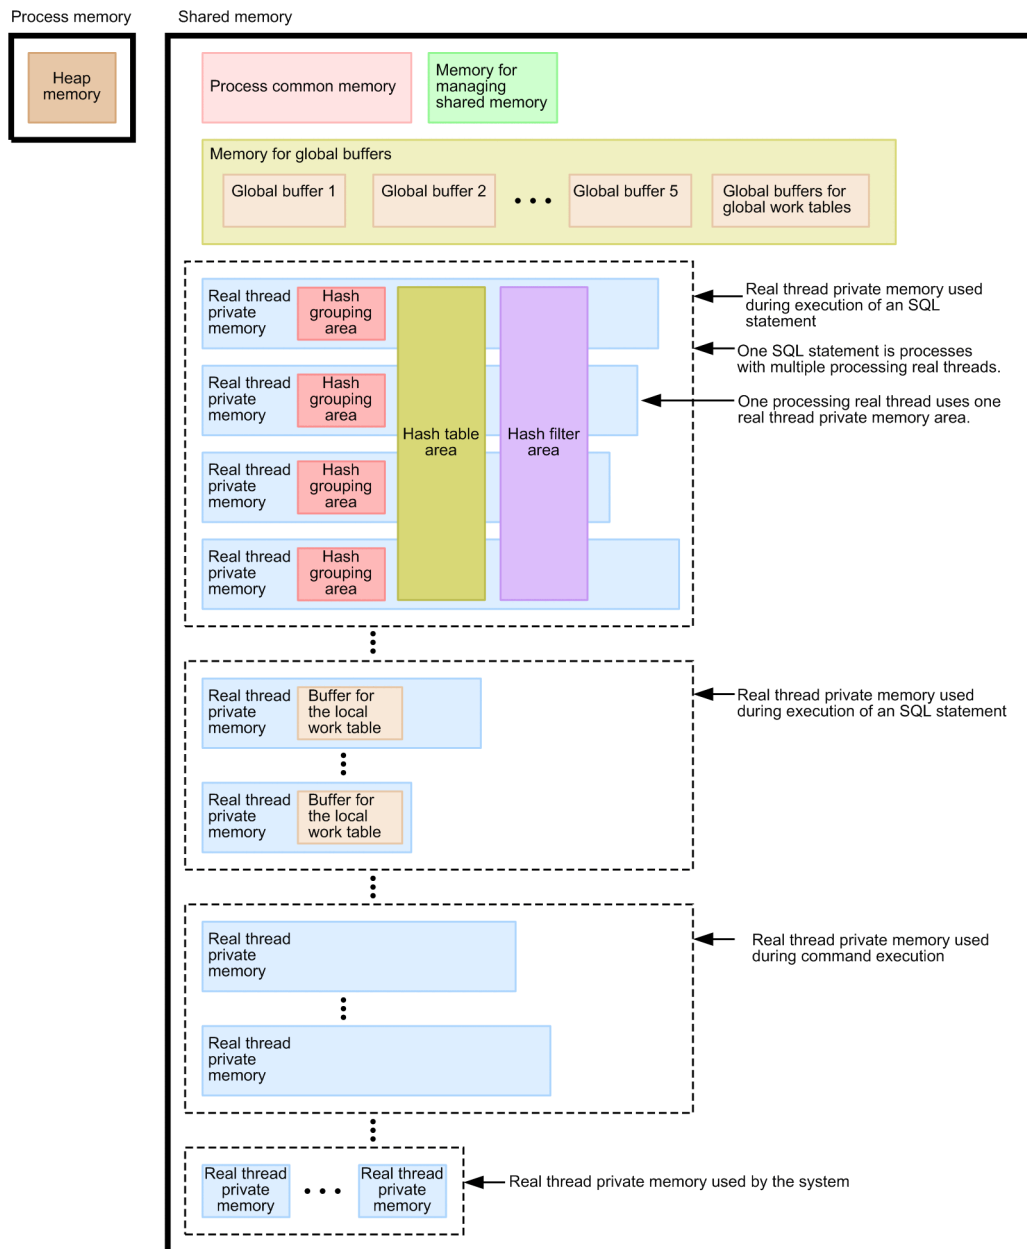 Process memory
Shared memory
Heap
memory
Process common memory
Memory for
managing
shared memory
Memory for global buffers
Global buffer 1
Global buffer 2
Global buffer 5
Global buffers for
global work tables
Real thread
private
memory
Hash
grouping
area
Real thread
private
memory
Hash
grouping
area
Real thread
private
memory
Hash
grouping
area
Real thread
private
memory
Hash
grouping
area
Hash table
area
Hash filter
area
Real thread private memory used
during execution of an SQL
statement
One SQL statement is processes
with multiple processing real threads.
One processing real thread uses one
real thread private memory area.
Real thread
private
memory
Buffer for
the local
work table
Real thread
private
memory
Buffer for
the local
work table
Real thread private memory used
during execution of an SQL statement
Real thread
private
memory
Real thread
private
memory
Real thread private memory used
during command execution
Real thread
private
memory
Real thread
private
memory
Real thread private memory used by the system